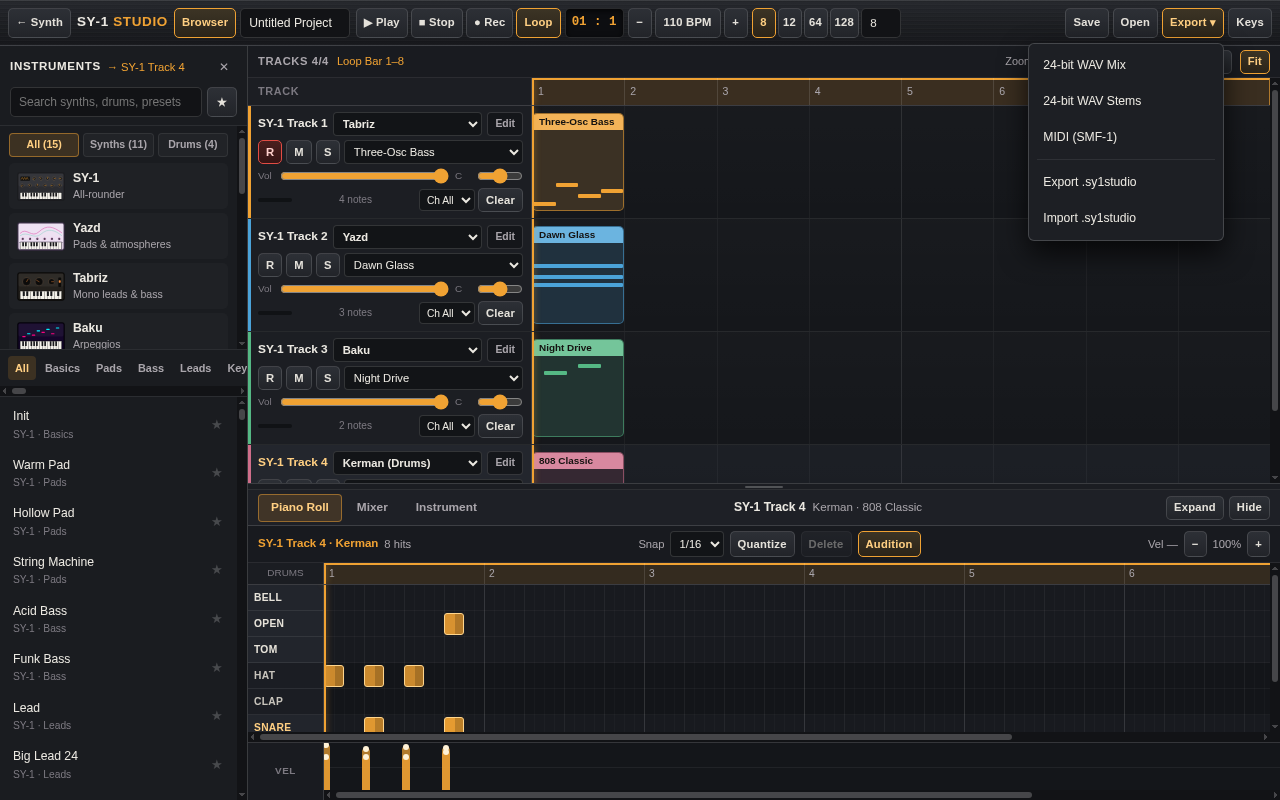 ← Synth SY-1 STUDIO Browser Untitled Project ▶ Play ■ Stop ● Rec Loop 01 : 1 − 110 BPM + 8 12 64 128 8 Save Open Export ▾ Keys
INSTRUMENTS → SY-1 Track 4 ✕
Search synths, drums, presets ★
All (15) Synths (11) Drums (4)
SY-1
All-rounder
Yazd
Pads & atmospheres
Tabriz
Mono leads & bass
Baku
Arpeggios
All Basics Pads Bass Leads Key
Init
SY-1 · Basics
Warm Pad
SY-1 · Pads
Hollow Pad
SY-1 · Pads
String Machine
SY-1 · Pads
Acid Bass
SY-1 · Bass
Funk Bass
SY-1 · Bass
Lead
SY-1 · Leads
Big Lead 24
SY-1 · Leads
TRACKS 4/4 Loop Bar 1–8 Zoom Fit
24-bit WAV Mix
24-bit WAV Stems
MIDI (SMF-1)
Export .sy1studio
Import .sy1studio
TRACK 1 2 3 4 5 6
SY-1 Track 1 Tabriz Edit
R M S Three-Osc Bass
Vol C
4 notes Ch All Clear
Three-Osc Bass
SY-1 Track 2 Yazd Edit
R M S Dawn Glass
Vol C
3 notes Ch All Clear
Dawn Glass
SY-1 Track 3 Baku Edit
R M S Night Drive
Vol C
2 notes Ch All Clear
Night Drive
SY-1 Track 4 Kerman (Drums) Edit
808 Classic
Piano Roll Mixer Instrument SY-1 Track 4 Kerman · 808 Classic Expand Hide
SY-1 Track 4 · Kerman 8 hits Snap 1/16 Quantize Delete Audition Vel — − 100% +
DRUMS 1 2 3 4 5 6
BELL
OPEN
TOM
HAT
CLAP
SNARE
VEL